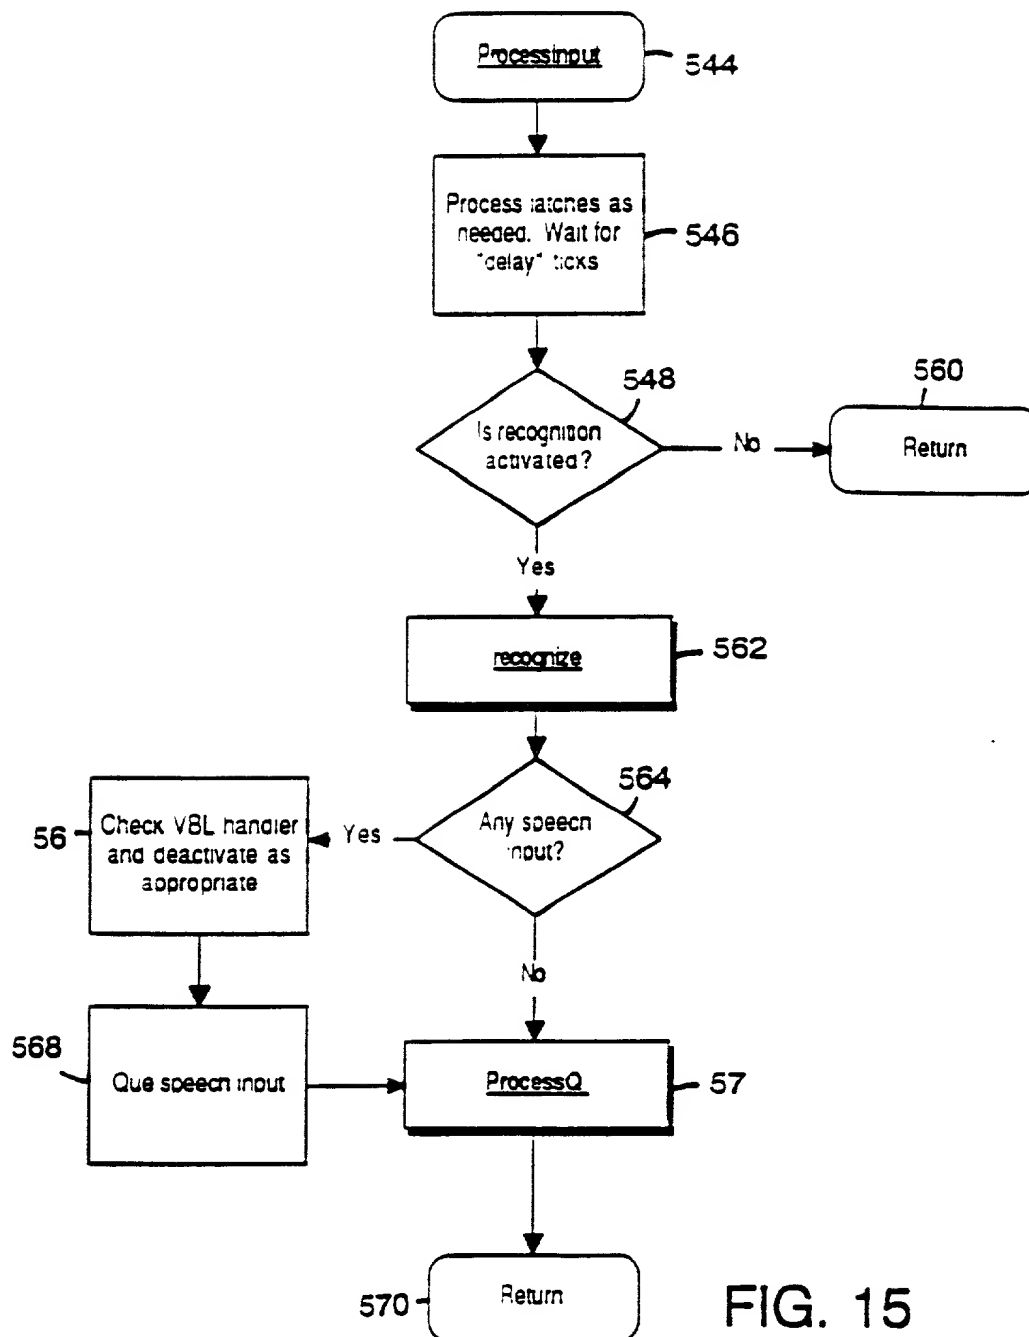 ProcessInput
544
Process latches as
needed. Wait for
"delay" ticks
546
548
Is recognition
activated?
No
560
Return
Yes
recognize
562
564
Any speech
input?
Yes
56
Check VBL handler
and deactivate as
appropriate
No
568
Que speech input
ProcessQ
57
570
Return
FIG. 15